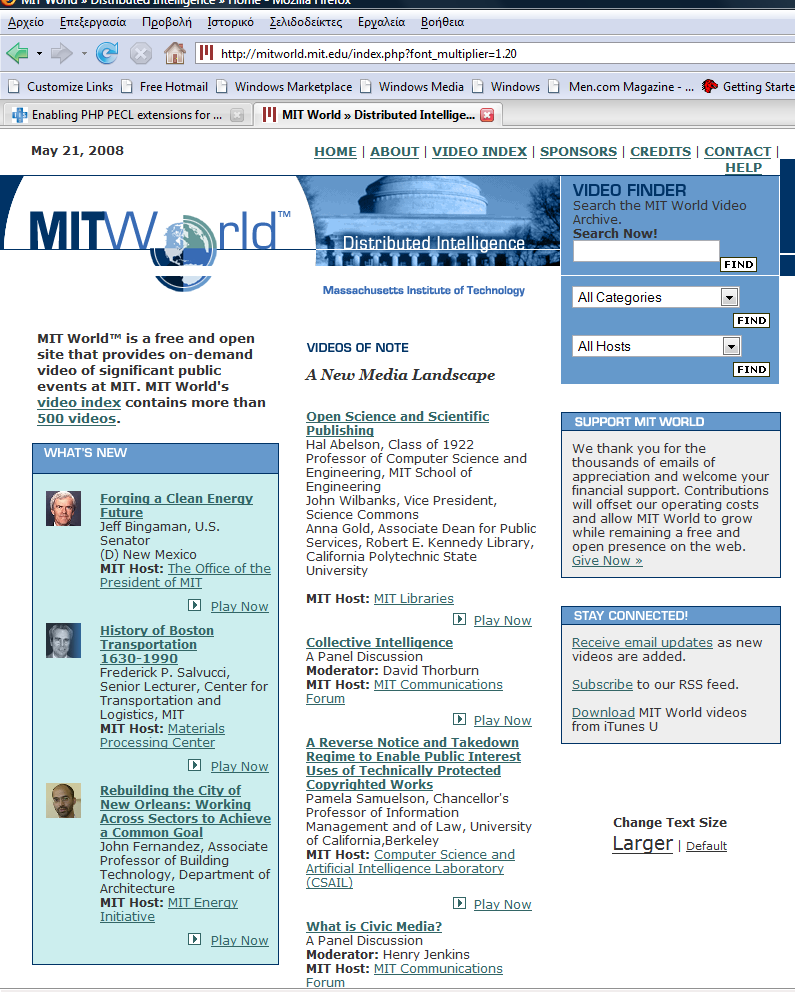 MIT World » Distributed Intelligence » Home - Mozilla Firefox
Αρχείο Επεξεργασία Προβολή Ιστορικό Σελιδοδείκτες Εργαλεία Βοήθεια
http://mitworld.mit.edu/index.php?font_multiplier=1.20
Customize Links Free Hotmail Windows Marketplace Windows Media Windows Men.com Magazine - ... Getting Starte
Enabling PHP PECL extensions for ... MIT World » Distributed Intellige...
May 21, 2008
HOME | ABOUT | VIDEO INDEX | SPONSORS | CREDITS | CONTACT |
HELP
MITWorld™
Distributed Intelligence
Massachusetts Institute of Technology
VIDEO FINDER
Search the MIT World Video
Archive.
Search Now!
FIND
All Categories
FIND
All Hosts
FIND
MIT World™ is a free and open
site that provides on-demand
video of significant public
events at MIT. MIT World's
video index contains more than
500 videos.
WHAT'S NEW
Forging a Clean Energy
Future
Jeff Bingaman, U.S.
Senator
(D) New Mexico
MIT Host: The Office of the
President of MIT
Play Now
History of Boston
Transportation
1630-1990
Frederick P. Salvucci,
Senior Lecturer, Center for
Transportation and
Logistics, MIT
MIT Host: Materials
Processing Center
Play Now
Rebuilding the City of
New Orleans: Working
Across Sectors to Achieve
a Common Goal
John Fernandez, Associate
Professor of Building
Technology, Department of
Architecture
MIT Host: MIT Energy
Initiative
Play Now
VIDEOS OF NOTE
A New Media Landscape
Open Science and Scientific
Publishing
Hal Abelson, Class of 1922
Professor of Computer Science and
Engineering, MIT School of
Engineering
John Wilbanks, Vice President,
Science Commons
Anna Gold, Associate Dean for Public
Services, Robert E. Kennedy Library,
California Polytechnic State
University
MIT Host: MIT Libraries
Play Now
Collective Intelligence
A Panel Discussion
Moderator: David Thorburn
MIT Host: MIT Communications
Forum
Play Now
A Reverse Notice and Takedown
Regime to Enable Public Interest
Uses of Technically Protected
Copyrighted Works
Pamela Samuelson, Chancellor's
Professor of Information
Management and of Law, University
of California,Berkeley
MIT Host: Computer Science and
Artificial Intelligence Laboratory
(CSAIL)
Play Now
What is Civic Media?
A Panel Discussion
Moderator: Henry Jenkins
MIT Host: MIT Communications
Forum
SUPPORT MIT WORLD
We thank you for the
thousands of emails of
appreciation and welcome your
financial support. Contributions
will offset our operating costs
and allow MIT World to grow
while remaining a free and
open presence on the web.
Give Now »
STAY CONNECTED!
Receive email updates as new
videos are added.
Subscribe to our RSS feed.
Download MIT World videos
from iTunes U
Change Text Size
Larger | Default